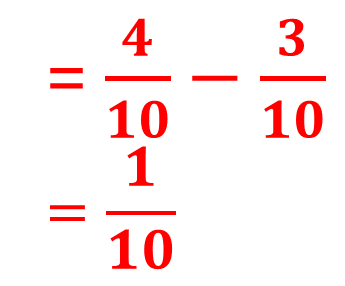 = 4/10 − 3/10
= 1/10